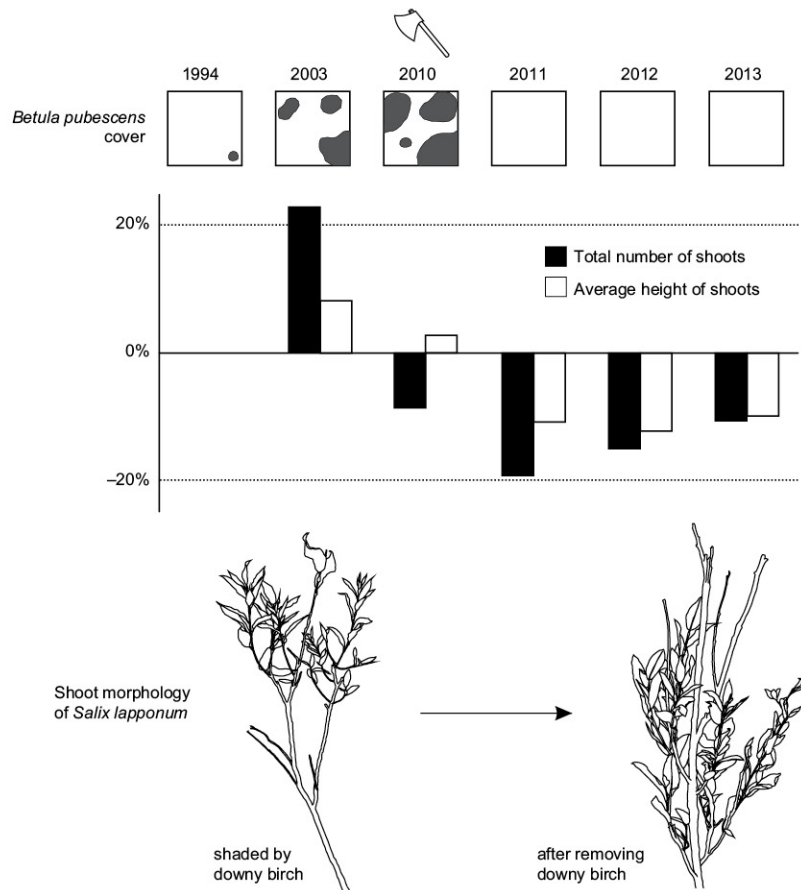 1994 2003 2010 2011 2012 2013
Betula pubescens
cover
20%
Total number of shoots
Average height of shoots
0%
–20%
Shoot morphology
of Salix lapponum
shaded by
downy birch
after removing
downy birch